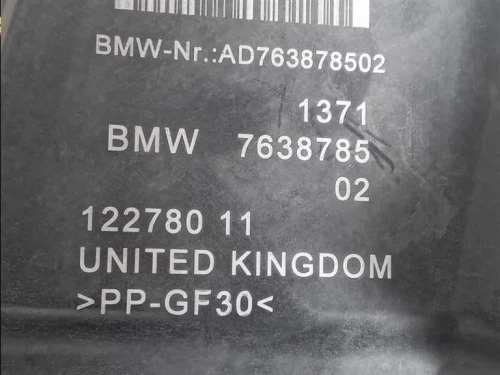 BMW-Nr.:AD763878502
1371
BMW 7638785
02
122780 11
UNITED KINGDOM
>PP-GF30<